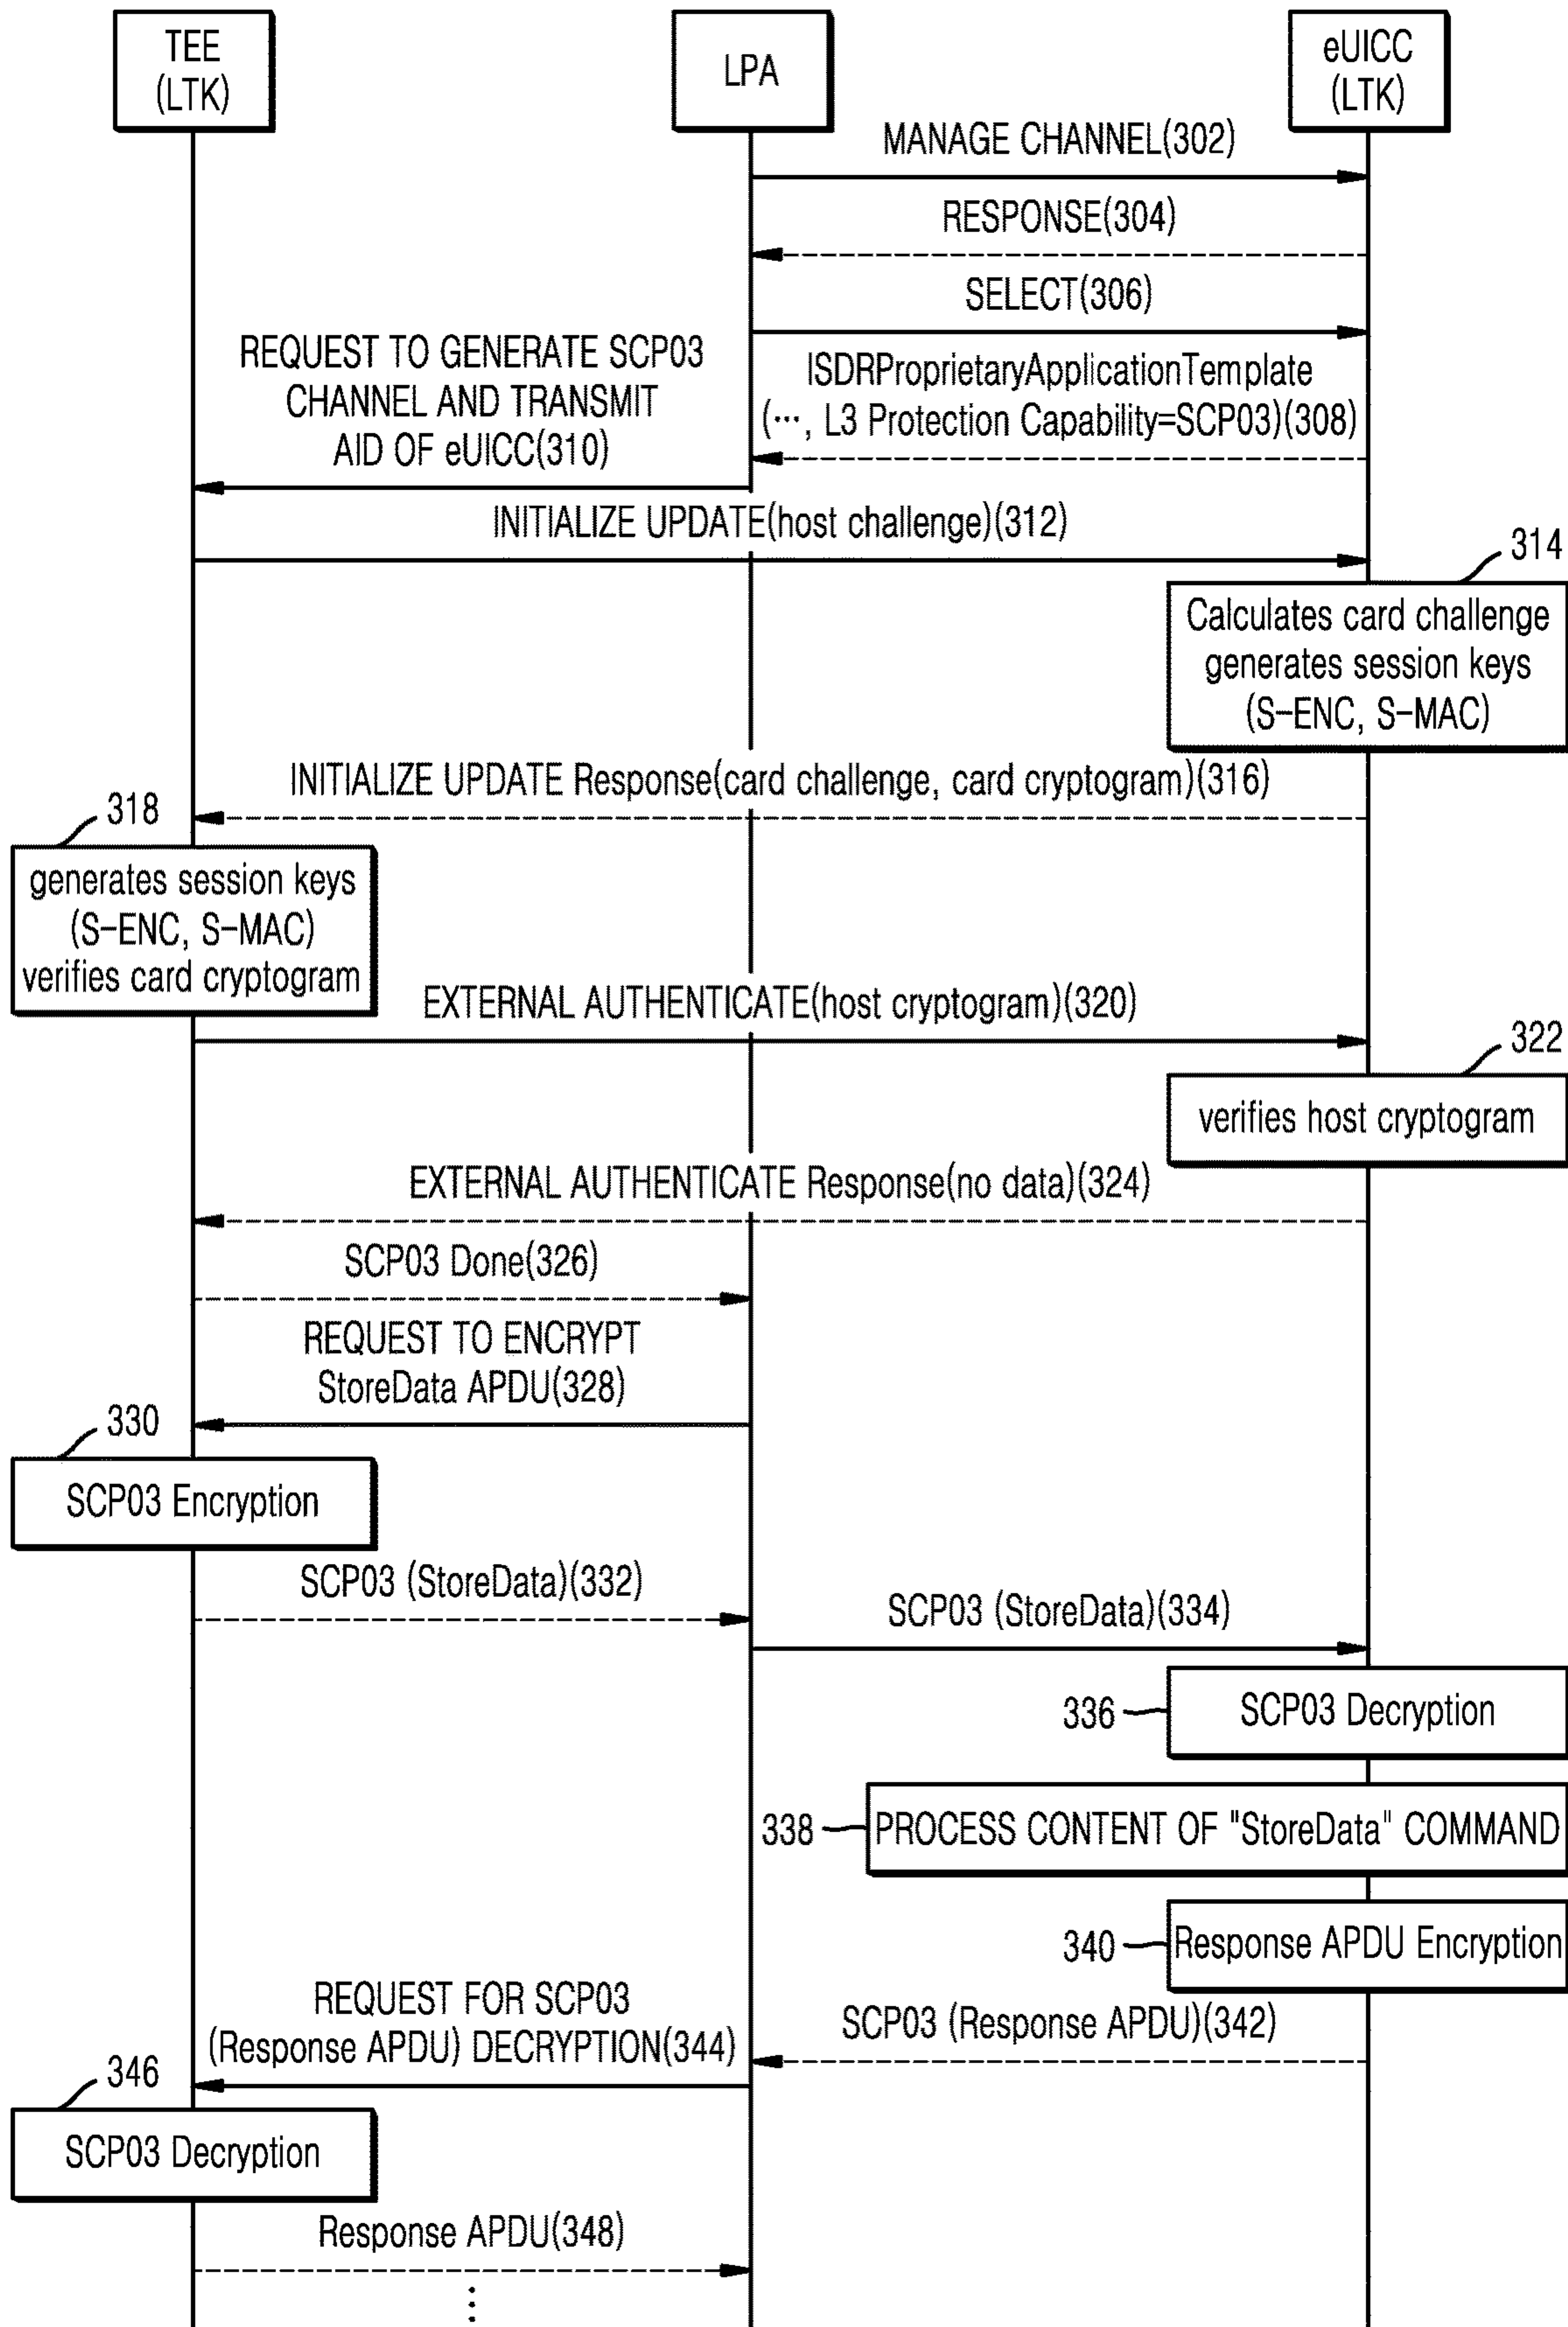 TEE
(LTK)
LPA
eUICC
(LTK)
MANAGE CHANNEL(302)
RESPONSE(304)
SELECT(306)
ISDRProprietaryApplicationTemplate
(···, L3 Protection Capability=SCP03)(308)
REQUEST TO GENERATE SCP03
CHANNEL AND TRANSMIT
AID OF eUICC(310)
INITIALIZE UPDATE(host challenge)(312)
314
Calculates card challenge
generates session keys
(S-ENC, S-MAC)
INITIALIZE UPDATE Response(card challenge, card cryptogram)(316)
318
generates session keys
(S-ENC, S-MAC)
verifies card cryptogram
EXTERNAL AUTHENTICATE(host cryptogram)(320)
322
verifies host cryptogram
EXTERNAL AUTHENTICATE Response(no data)(324)
SCP03 Done(326)
REQUEST TO ENCRYPT
StoreData APDU(328)
330
SCP03 Encryption
SCP03 (StoreData)(332)
SCP03 (StoreData)(334)
336
SCP03 Decryption
338
PROCESS CONTENT OF "StoreData" COMMAND
340
Response APDU Encryption
SCP03 (Response APDU)(342)
REQUEST FOR SCP03
(Response APDU) DECRYPTION(344)
346
SCP03 Decryption
Response APDU(348)